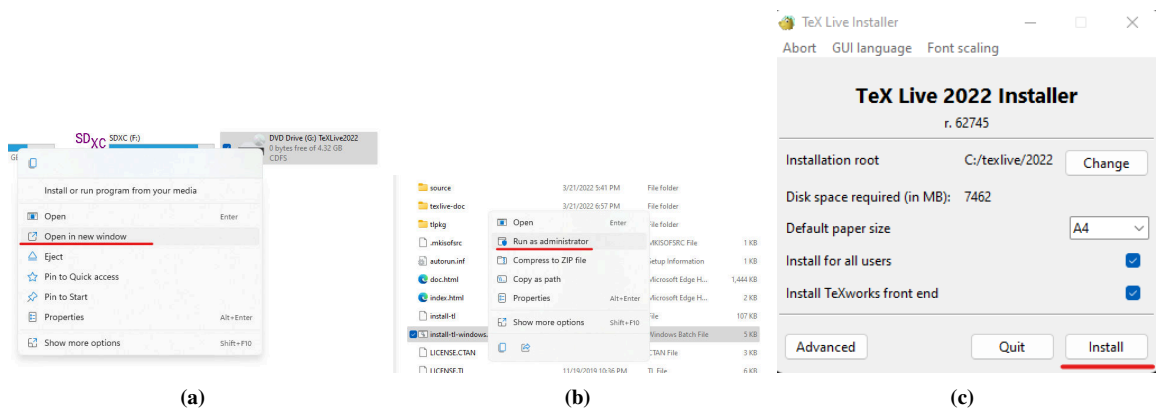 SDXC SDXC (F:)
DVD Drive (G:) TeXLive2022
0 bytes free of 4.32 GB
CDFS
GE
Install or run program from your media
Open Enter
Open in new window
Eject
Pin to Quick access
Pin to Start
Properties Alt+Enter
Show more options Shift+F10
(a)
source 3/21/2022 5:41 PM File folder
texlive-doc 3/21/2022 6:57 PM File folder
tlpkg File folder
.mkisofsrc MKISOFSRC File 1 KB
autorun.inf Setup Information 1 KB
doc.html Microsoft Edge H... 1,444 KB
index.html Microsoft Edge H... 2 KB
install-tl File 107 KB
install-tl-windows. Windows Batch File 5 KB
LICENSE.CTAN CTAN File 3 KB
LICENSE.TL 11/19/2019 10:36 PM TL File 6 KB
Open Enter
Run as administrator
Compress to ZIP file
Copy as path
Properties Alt+Enter
Show more options Shift+F10
(b)
TeX Live Installer
Abort GUI language Font scaling
TeX Live 2022 Installer
r. 62745
Installation root C:/texlive/2022 Change
Disk space required (in MB): 7462
Default paper size A4
Install for all users
Install TeXworks front end
Advanced Quit Install
(c)